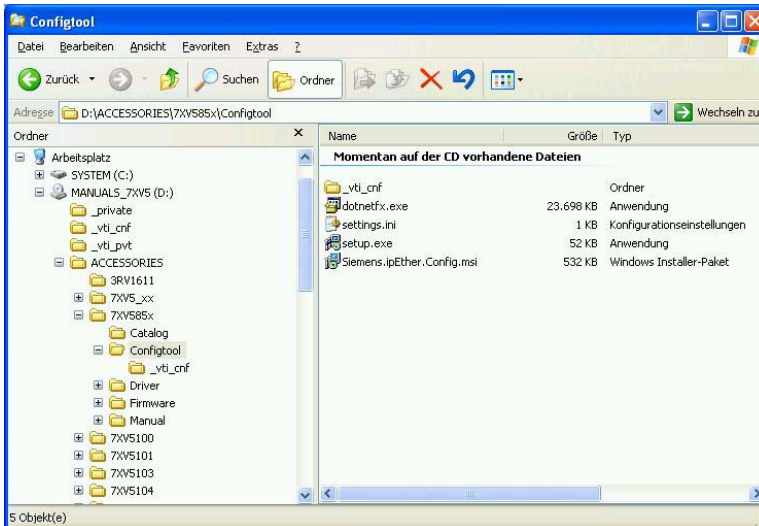 Configtool
Datei Bearbeiten Ansicht Favoriten Extras ?
Zurück Suchen Ordner
Adresse D:\ACCESSORIES\7XV585x\Configtool Wechseln zu
Ordner x Name Größe Typ
Momentan auf der CD vorhandene Dateien
Arbeitsplatz
SYSTEM (C:)
MANUALS_7XV5 (D:)
_private
_vti_cnf
_vti_pvt
ACCESSORIES
3RV1611
7XV5_xx
7XV585x
Catalog
Configtool
_vti_cnf
Driver
Firmware
Manual
7XV5100
7XV5101
7XV5103
7XV5104
_vti_cnf Ordner
dotnetfx.exe 23.698 KB Anwendung
settings.ini 1 KB Konfigurationseinstellungen
setup.exe 52 KB Anwendung
Siemens.ipEther.Config.msi 532 KB Windows Installer-Paket
5 Objekt(e)